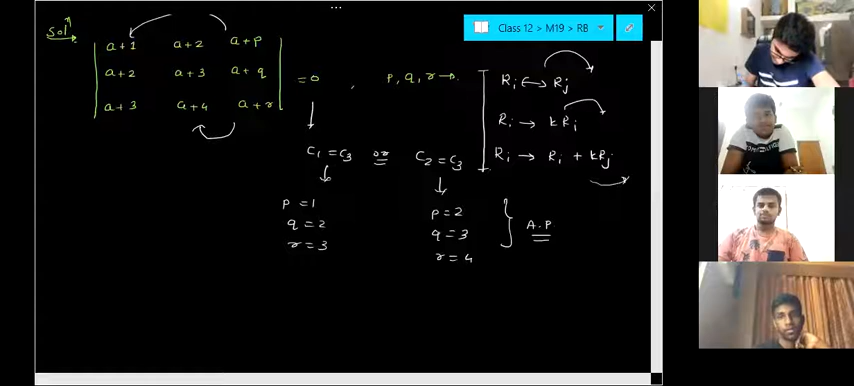 Class 12 > M19 > RB
Solⁿ
a+1 a+2 a+p
a+2 a+3 a+q
a+3 a+4 a+r
= 0 , p, q, r →
Ri ↔ Rj
Ri → kRi
Ri → Ri + kRj
C1 = C3 or C2 = C3
p = 1
q = 2
r = 3
p = 2
q = 3
r = 4
A.P